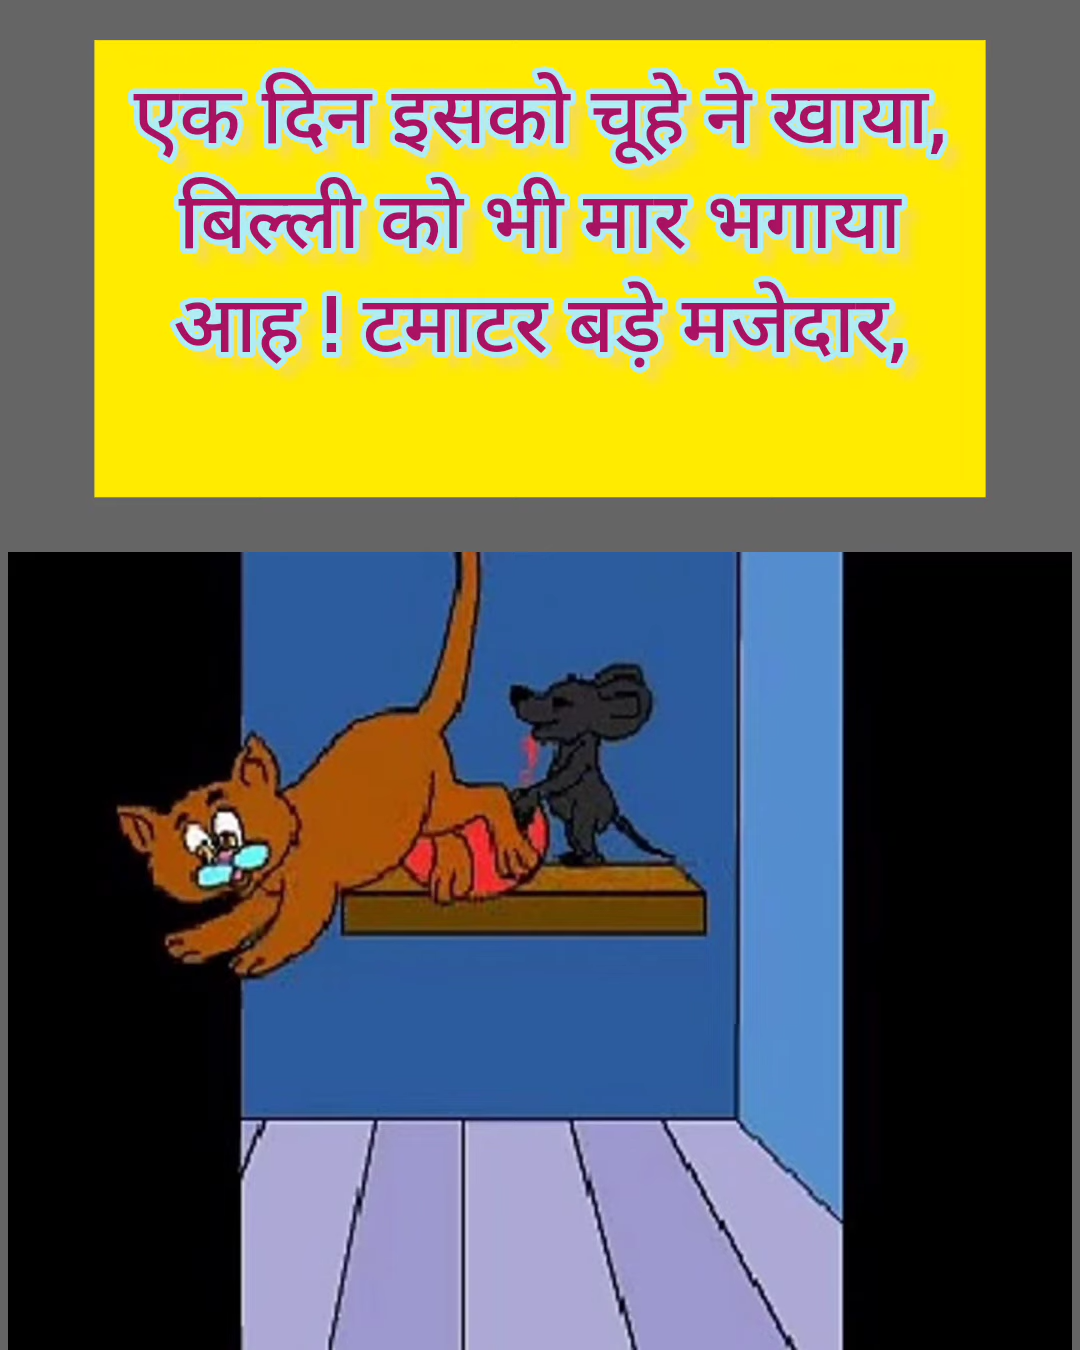 एक दिन इसको चूहे ने खाया,
बिल्ली को भी मार भगाया
आह ! टमाटर बड़े मजेदार,